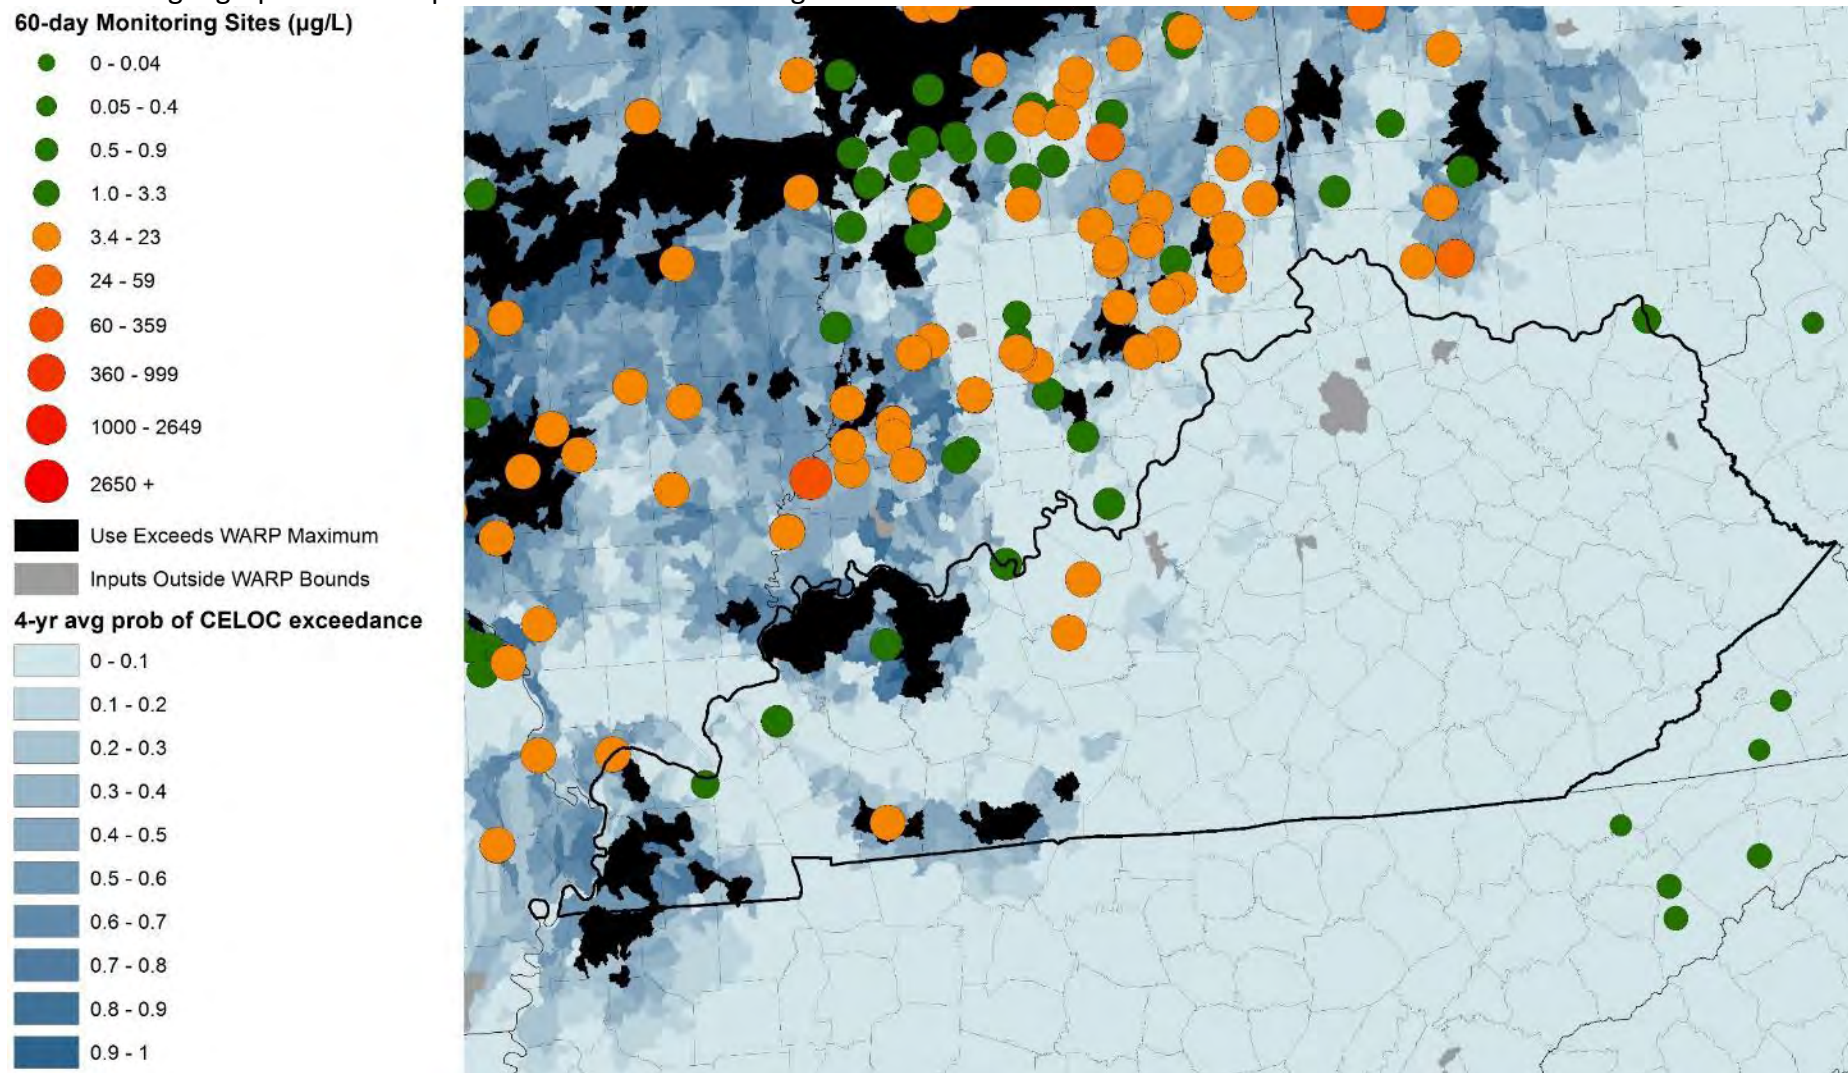 60-day Monitoring Sites (µg/L)
0 - 0.04
0.05 - 0.4
0.5 - 0.9
1.0 - 3.3
3.4 - 23
24 - 59
60 - 359
360 - 999
1000 - 2649
2650 +
Use Exceeds WARP Maximum
Inputs Outside WARP Bounds
4-yr avg prob of CELOC exceedance
0 - 0.1
0.1 - 0.2
0.2 - 0.3
0.3 - 0.4
0.4 - 0.5
0.5 - 0.6
0.6 - 0.7
0.7 - 0.8
0.8 - 0.9
0.9 - 1